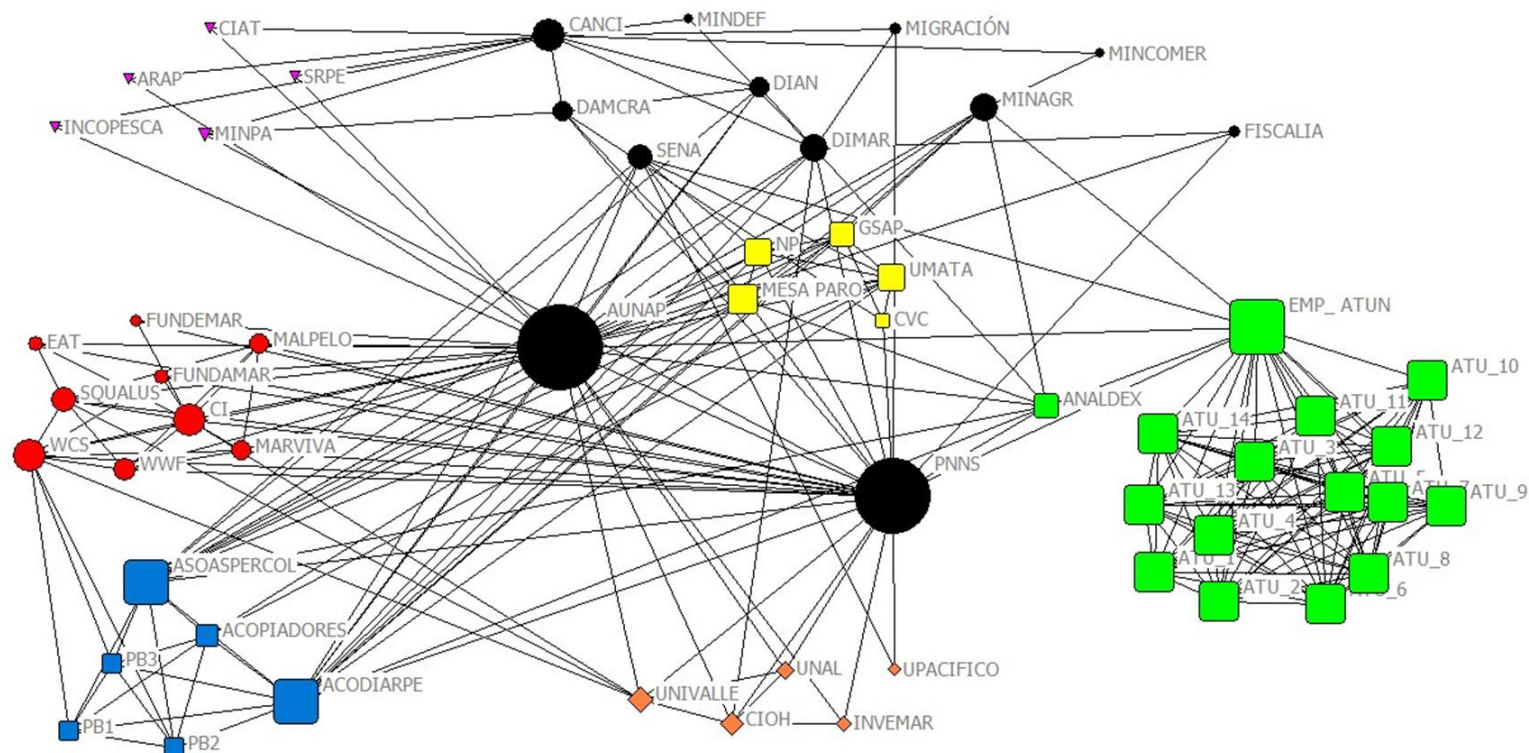 CIAT
CANCI
MINDEF
MIGRACIÓN
MINCOMER
ARAP
SRPE
DIAN
DAMCRA
MINAGR
INCOPESCA
MINPA
SENA
DIMAR
FISCALIA
GSAP
NP
UMATA
MESA PARO
AUNAP
EMP_ ATUN
CVC
FUNDEMAR
EAT
MALPELO
FUNDAMAR
SQUALUS
ATU_10
ANALDEX
ATU_11
CI
ATU_14
ATU_12
WCS
WWF
MARVIVA
ATU_3
PNNS
ATU_13
ATU_9
ATU_4
ATU_1
ATU_8
ATU_2
ASOASPERCOL
ACOPIADORES
PB3
ACODIARPE
UNAL
UPACIFICO
UNIVALLE
CIOH
INVEMAR
PB1
PB2